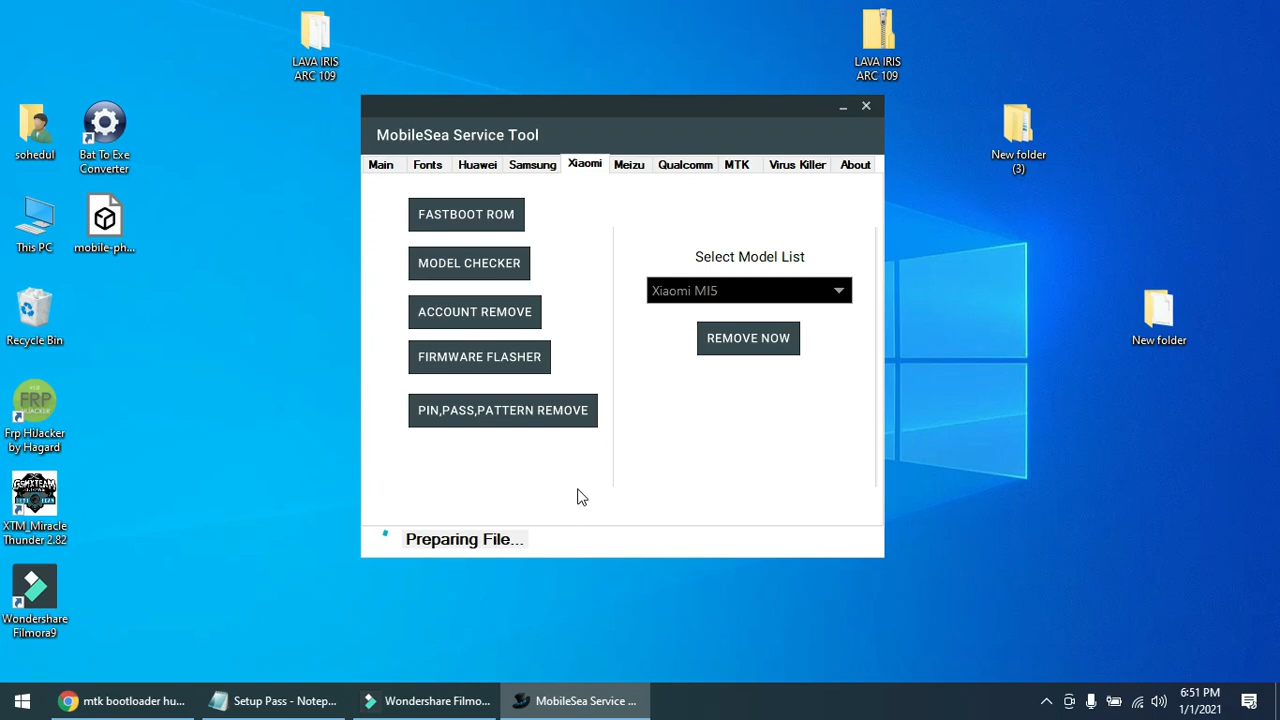 LAVA IRIS
ARC 109
LAVA IRIS
ARC 109
sohedul
Bat To Exe
Converter
New folder
(3)
This PC
mobile-ph...
Recycle Bin
New folder
FRP
Frp HiJacker
by Hagard
GSMXTEAM
XTM_Miracle
Thunder 2.82
Wondershare
Filmora9
MobileSea Service Tool
Main Fonts Huawei Samsung Xiaomi Meizu Qualcomm MTK Virus Killer About
FASTBOOT ROM
MODEL CHECKER
ACCOUNT REMOVE
FIRMWARE FLASHER
PIN,PASS,PATTERN REMOVE
Select Model List
Xiaomi MI5
REMOVE NOW
Preparing File...
mtk bootloader hu...
Setup Pass - Notep...
Wondershare Filmo...
MobileSea Service ...
6:51 PM
1/1/2021